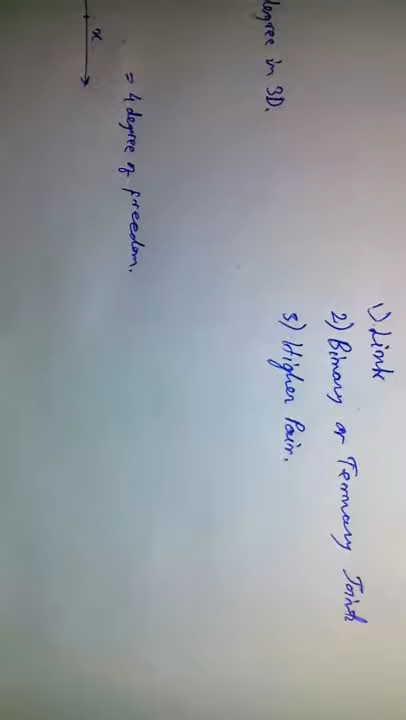 degree in 3D.
x
= 4 degree of freedom.
1) Link
2) Binary or Ternary Joint
3) Higher Pair.